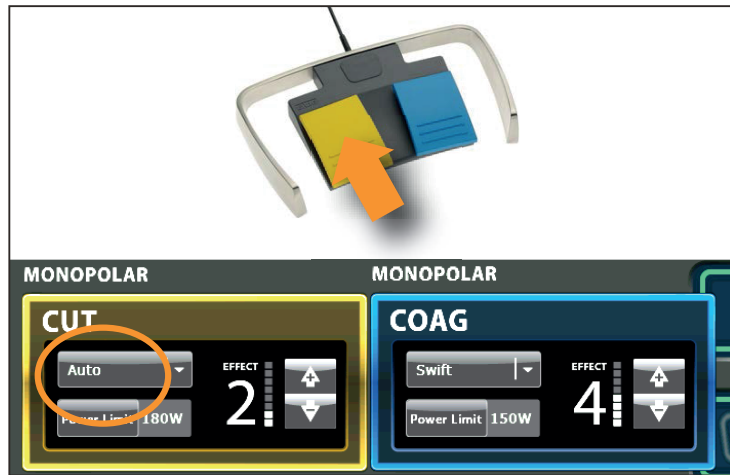 MONOPOLAR
MONOPOLAR
CUT
Auto
EFFECT
2
Power Limit 180W
COAG
Swift
EFFECT
4
Power Limit 150W